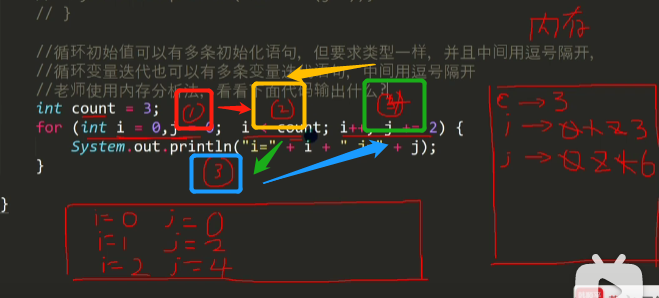 // }
内存
//循环初始值可以有多条初始化语句,但要求类型一样,并且中间用逗号隔开,
//循环变量迭代也可以有多条变量迭代语句,中间用逗号隔开
//老师使用内存分析法,看看下面代码输出什么?
int count = 3;
for (int i = 0,j = 0; i < count; i++, j += 2) {
System.out.println("i=" + i + " j=" + j);
}
}
① ② ④
③
c → 3
i → 0 1 2 3
j → 0 2 4 6
i=0 j=0
i=1 j=2
i=2 j=4